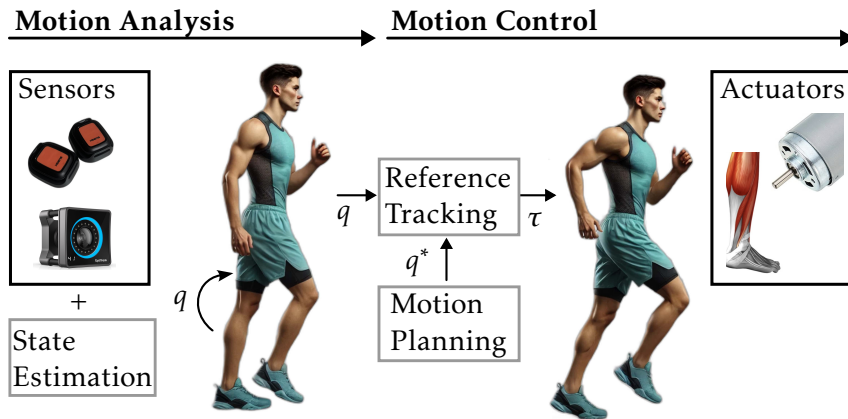 Motion Analysis
Motion Control
Sensors
Actuators
Reference
Tracking
q
τ
q*
q
+
Motion
Planning
State
Estimation